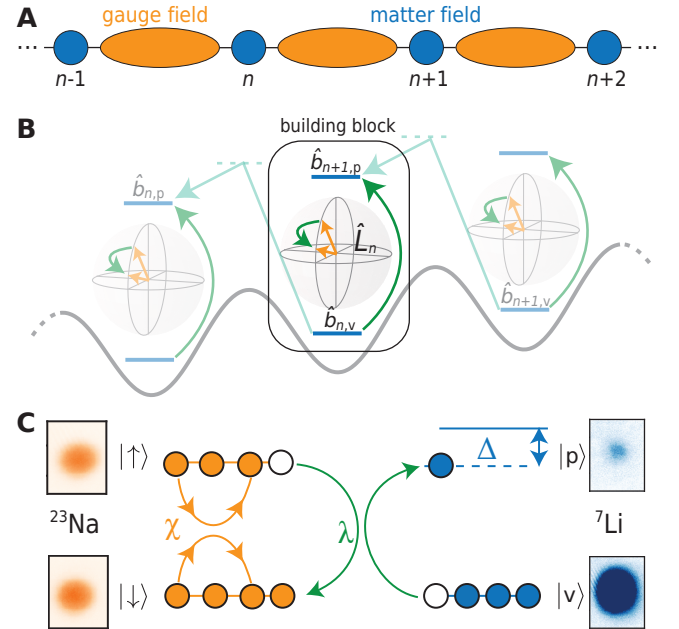 A
gauge field
matter field
... ...
n-1 n n+1 n+2
B
building block
b̂n,p
b̂n+1,p
L̂n
b̂n,v
b̂n+1,v
C
|↑⟩
Δ
|p⟩
²³Na
χ
λ
⁷Li
|↓⟩
|v⟩